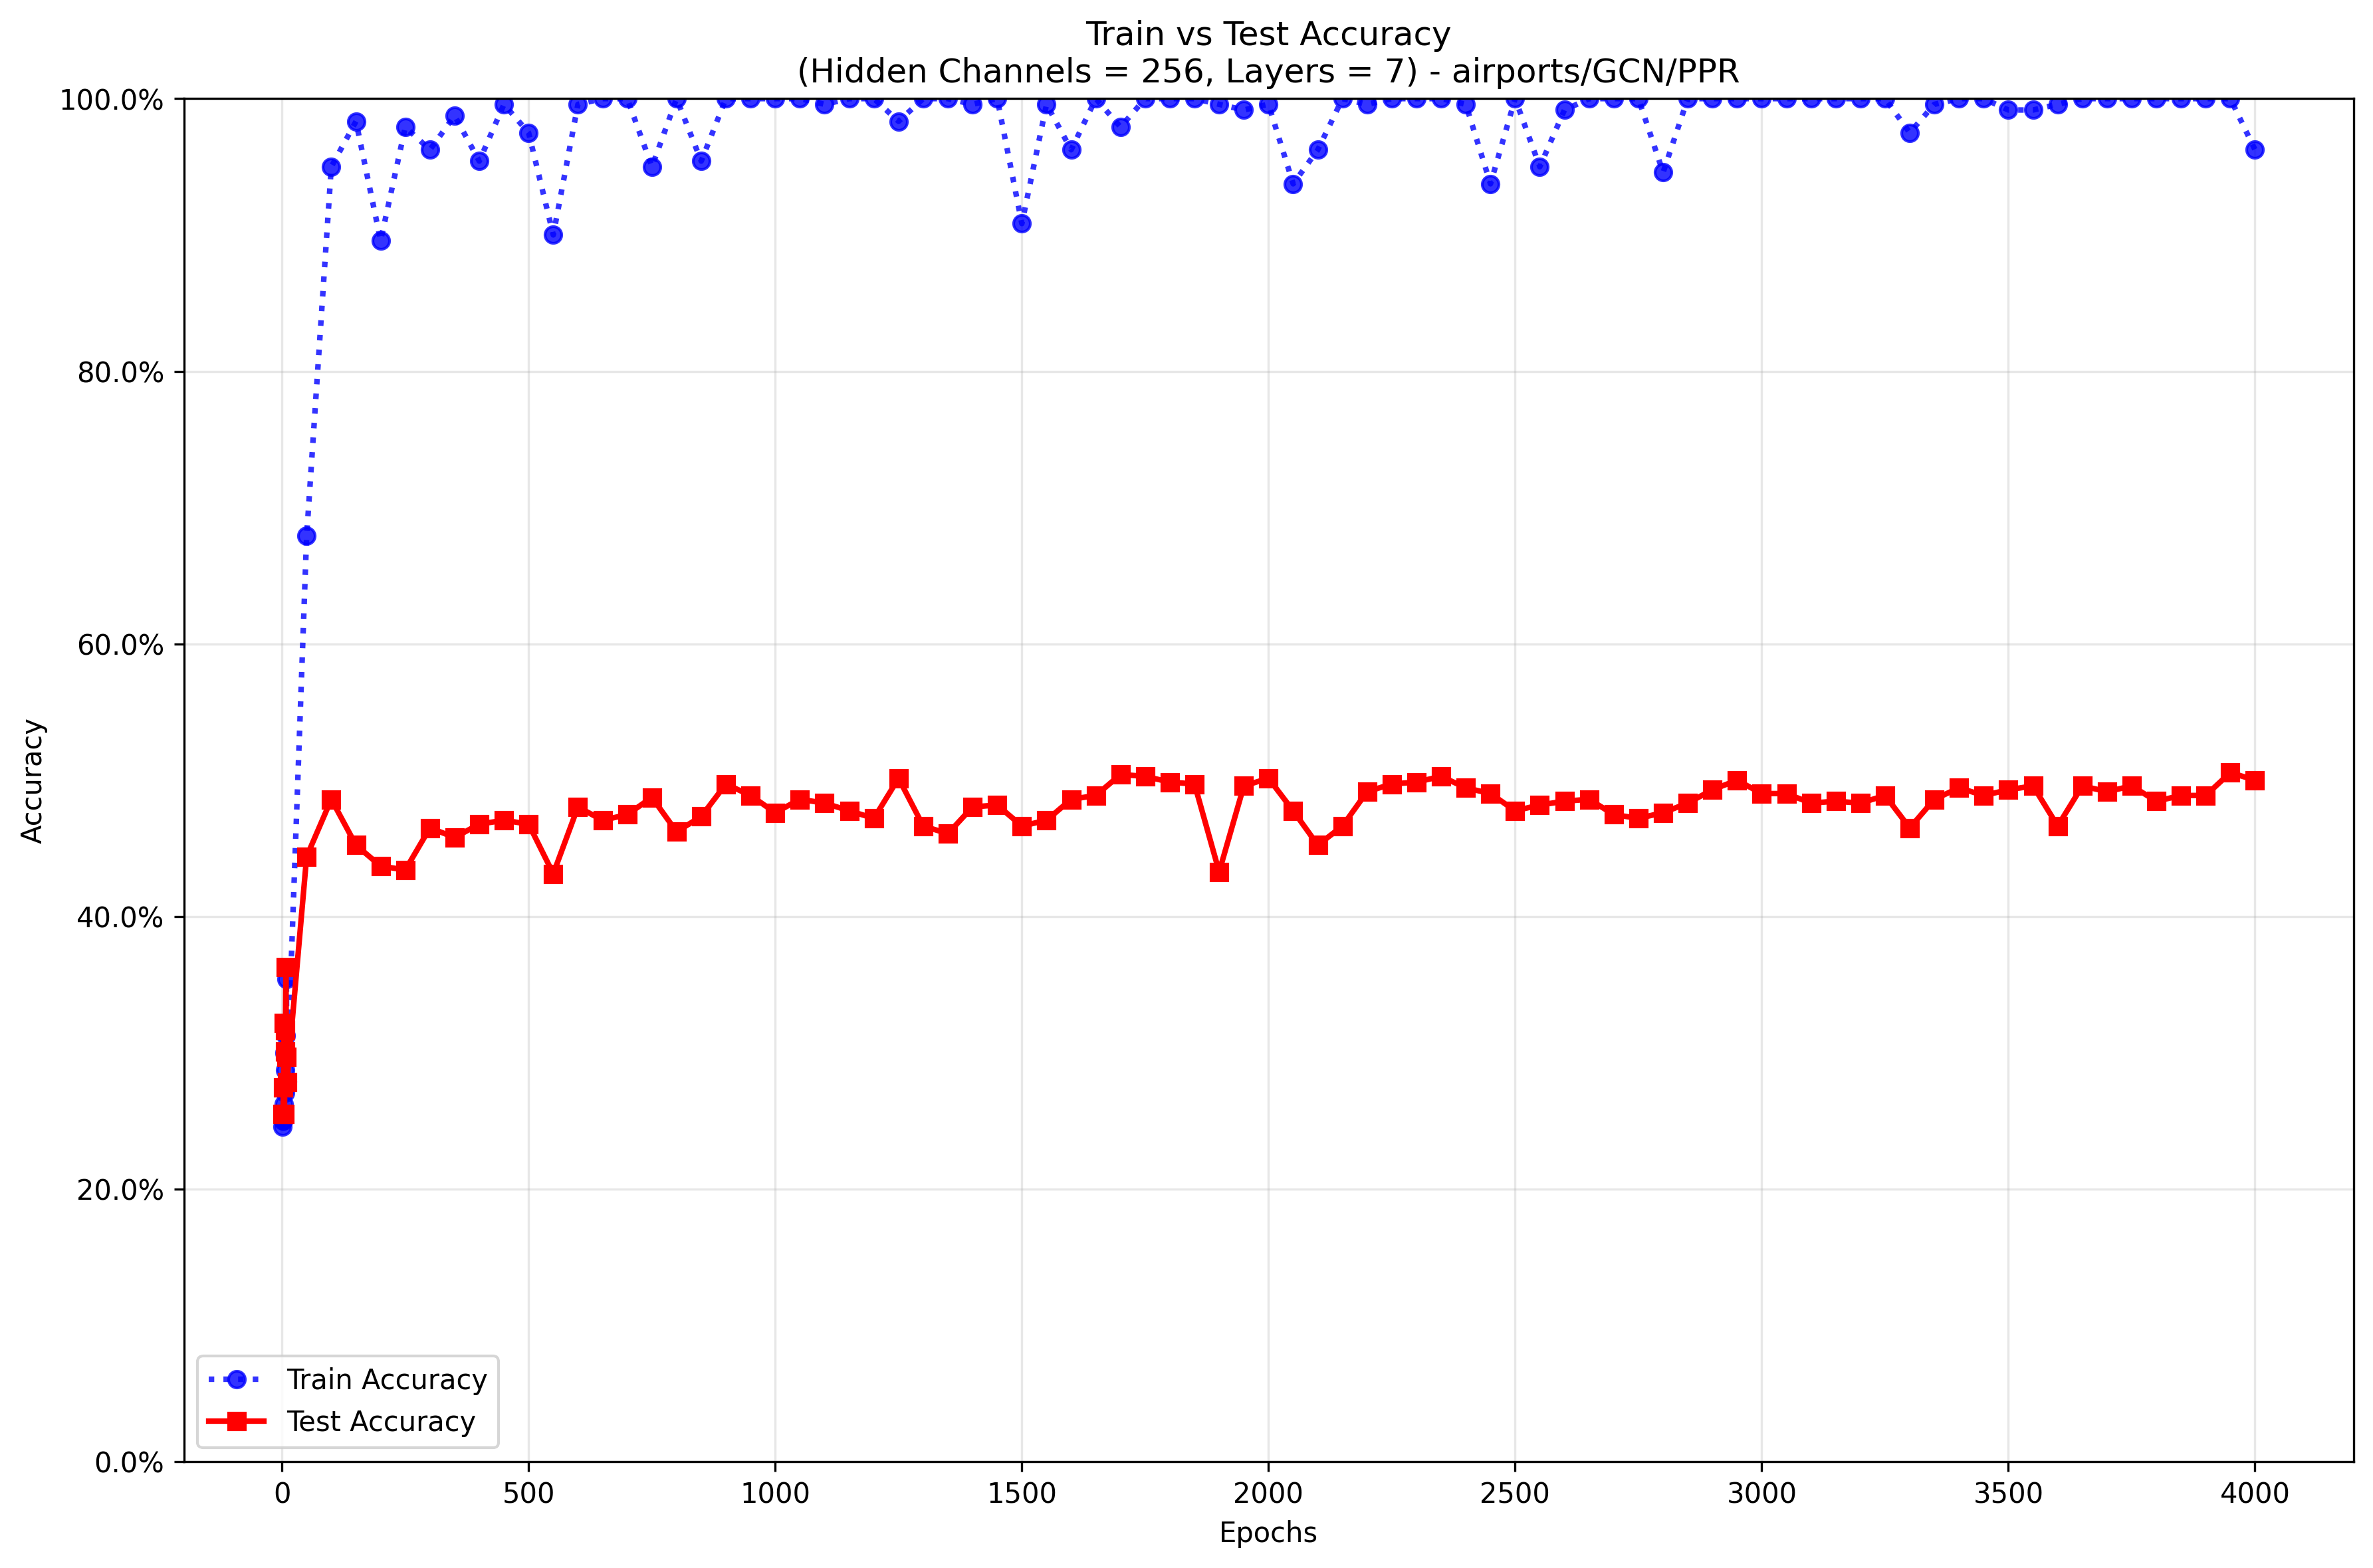 Train vs Test Accuracy
(Hidden Channels = 256, Layers = 7) - airports/GCN/PPR
100.0%
80.0%
60.0%
40.0%
20.0%
0.0%
Accuracy
Train Accuracy
Test Accuracy
0 500 1000 1500 2000 2500 3000 3500 4000
Epochs